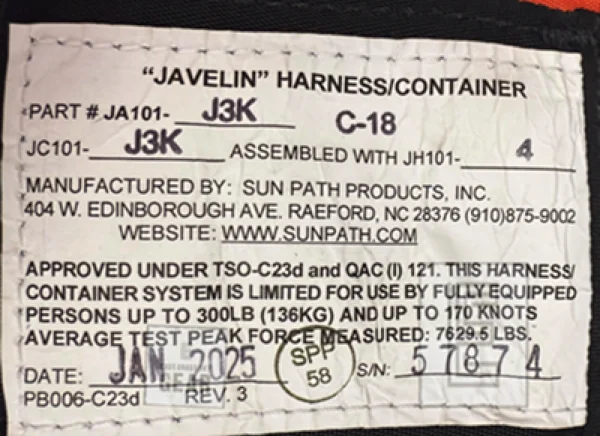 "JAVELIN" HARNESS/CONTAINER
PART # JA101- J3K C-18
JC101- J3K ASSEMBLED WITH JH101- 4
MANUFACTURED BY: SUN PATH PRODUCTS, INC.
404 W. EDINBOROUGH AVE. RAEFORD, NC 28376 (910)875-9002
WEBSITE: WWW.SUNPATH.COM
APPROVED UNDER TSO-C23d and QAC (I) 121. THIS HARNESS/
CONTAINER SYSTEM IS LIMITED FOR USE BY FULLY EQUIPPED
PERSONS UP TO 300LB (136KG) AND UP TO 170 KNOTS
AVERAGE TEST PEAK FORCE MEASURED: 7629.5 LBS.
DATE: JAN 2025 SPP 58 S/N: 57874
PB006-C23d REV. 3